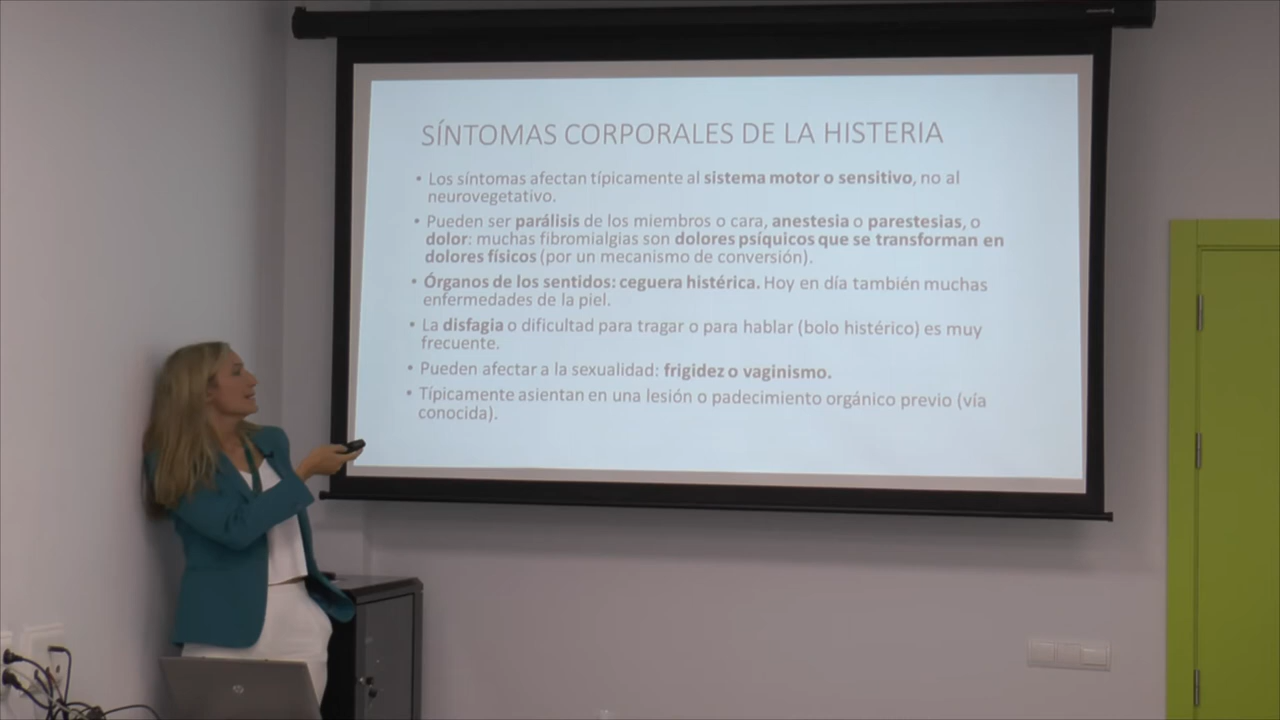 SÍNTOMAS CORPORALES DE LA HISTERIA
• Los síntomas afectan típicamente al sistema motor o sensitivo, no al
neurovegetativo.
• Pueden ser parálisis de los miembros o cara, anestesia o parestesias, o
dolor: muchas fibromialgias son dolores psíquicos que se transforman en
dolores físicos (por un mecanismo de conversión).
• Órganos de los sentidos: ceguera histérica. Hoy en día también muchas
enfermedades de la piel.
• La disfagia o dificultad para tragar o para hablar (bolo histérico) es muy
frecuente.
• Pueden afectar a la sexualidad: frigidez o vaginismo.
• Típicamente asientan en una lesión o padecimiento orgánico previo (vía
conocida).
hp